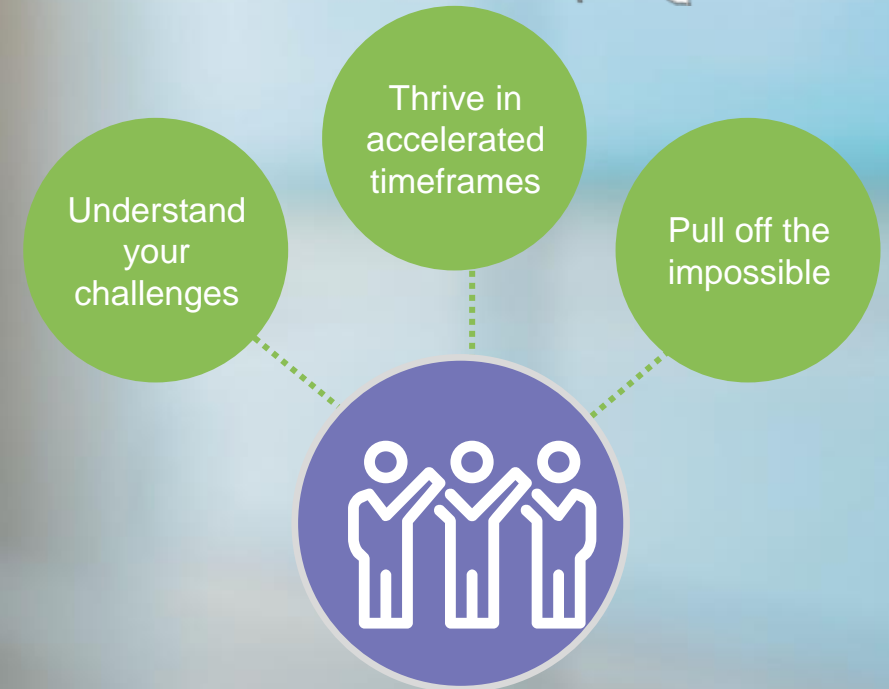 Understand
your
challenges
Thrive in
accelerated
timeframes
Pull off the
impossible